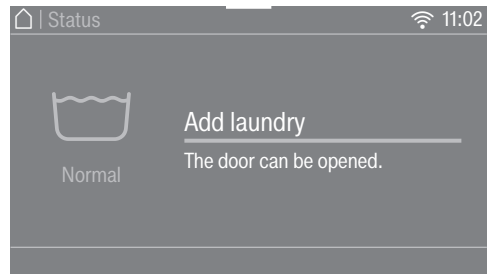 | Status
11:02
Add laundry
The door can be opened.
Normal